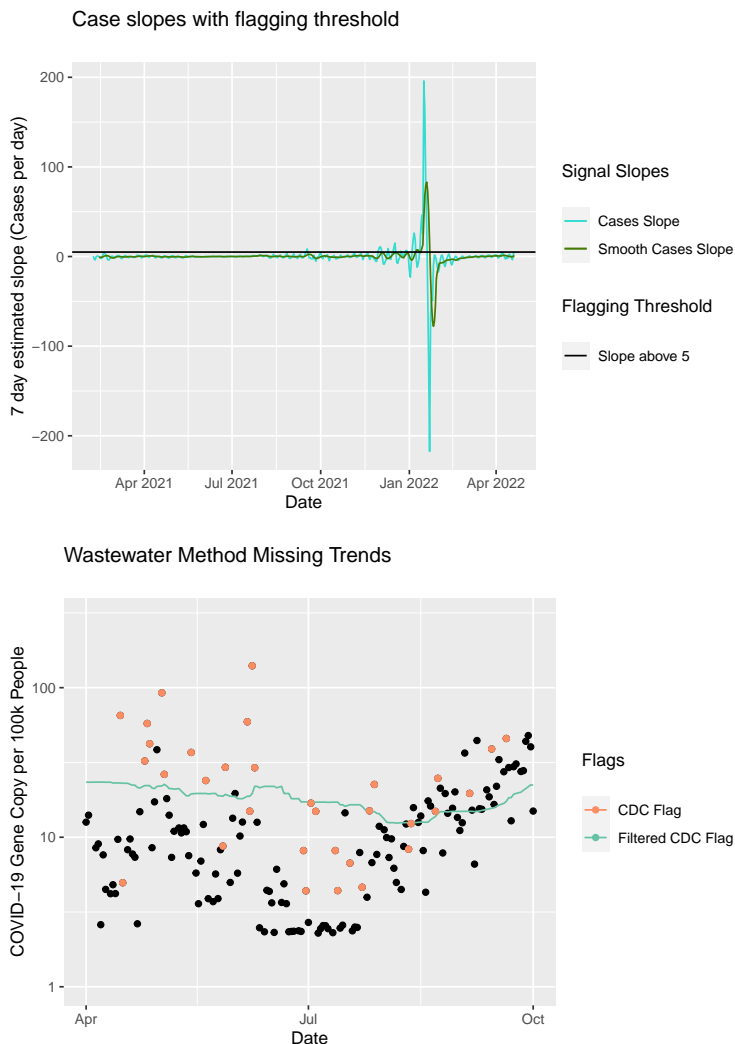 Case slopes with flagging threshold
7 day estimated slope (Cases per day)
200
100
0
−100
−200
Apr 2021
Jul 2021
Oct 2021
Jan 2022
Apr 2022
Date
Signal Slopes
Cases Slope
Smooth Cases Slope
Flagging Threshold
Slope above 5
Wastewater Method Missing Trends
COVID−19 Gene Copy per 100k People
100
10
1
Apr
Jul
Oct
Date
Flags
CDC Flag
Filtered CDC Flag